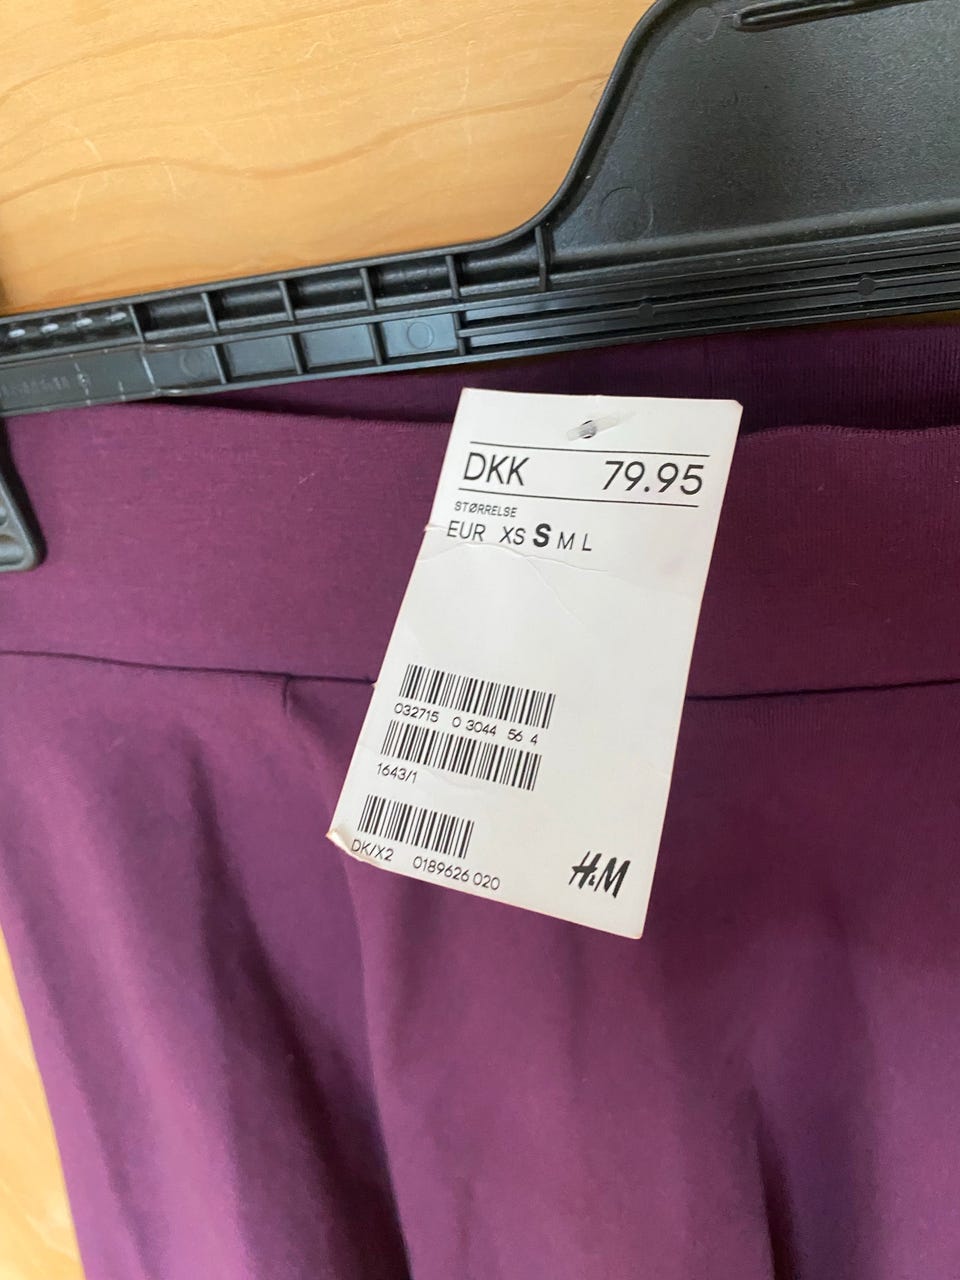 DKK 79.95
STØRRELSE
EUR XS S M L
032715 0 3044 56 4
1643/1
DK/X2 0189626 020
H&M